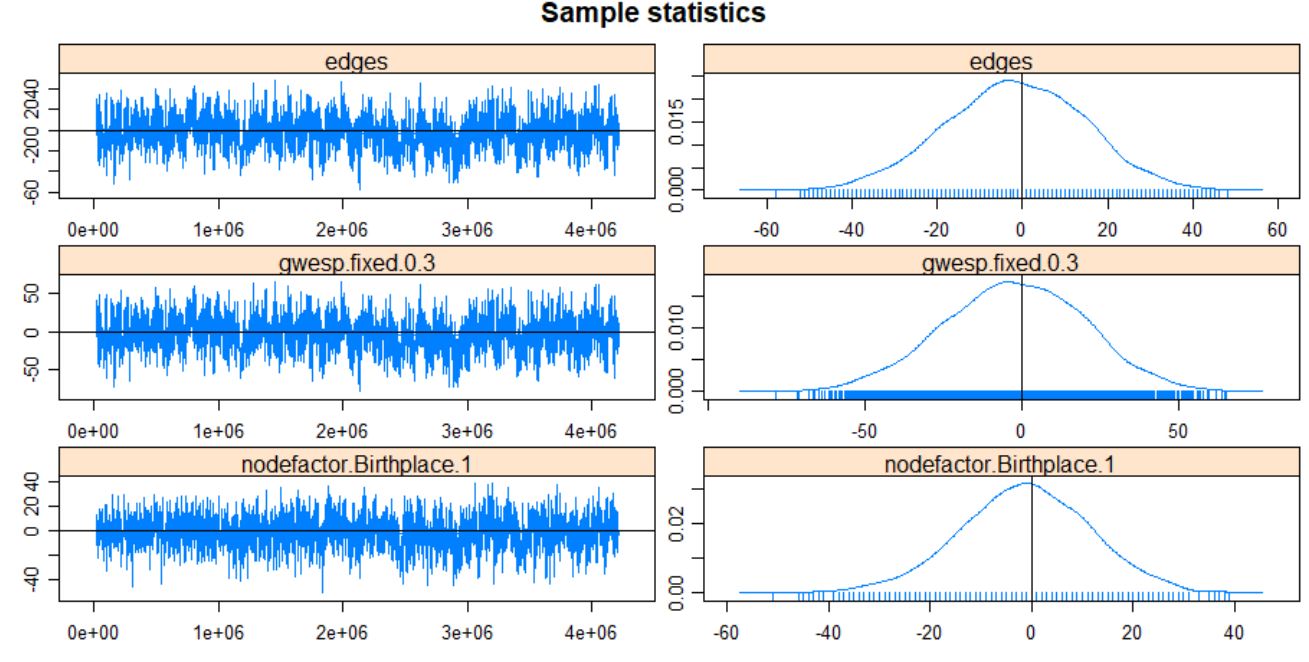 Sample statistics
edges
-60 -200 2040
0e+00 1e+06 2e+06 3e+06 4e+06
edges
0.000 0.015
-60 -40 -20 0 20 40 60
gwesp.fixed.0.3
-50 0 50
0e+00 1e+06 2e+06 3e+06 4e+06
gwesp.fixed.0.3
0.000 0.010
-50 0 50
nodefactor.Birthplace.1
-40 0 20 40
0e+00 1e+06 2e+06 3e+06 4e+06
nodefactor.Birthplace.1
0.00 0.02
-60 -40 -20 0 20 40